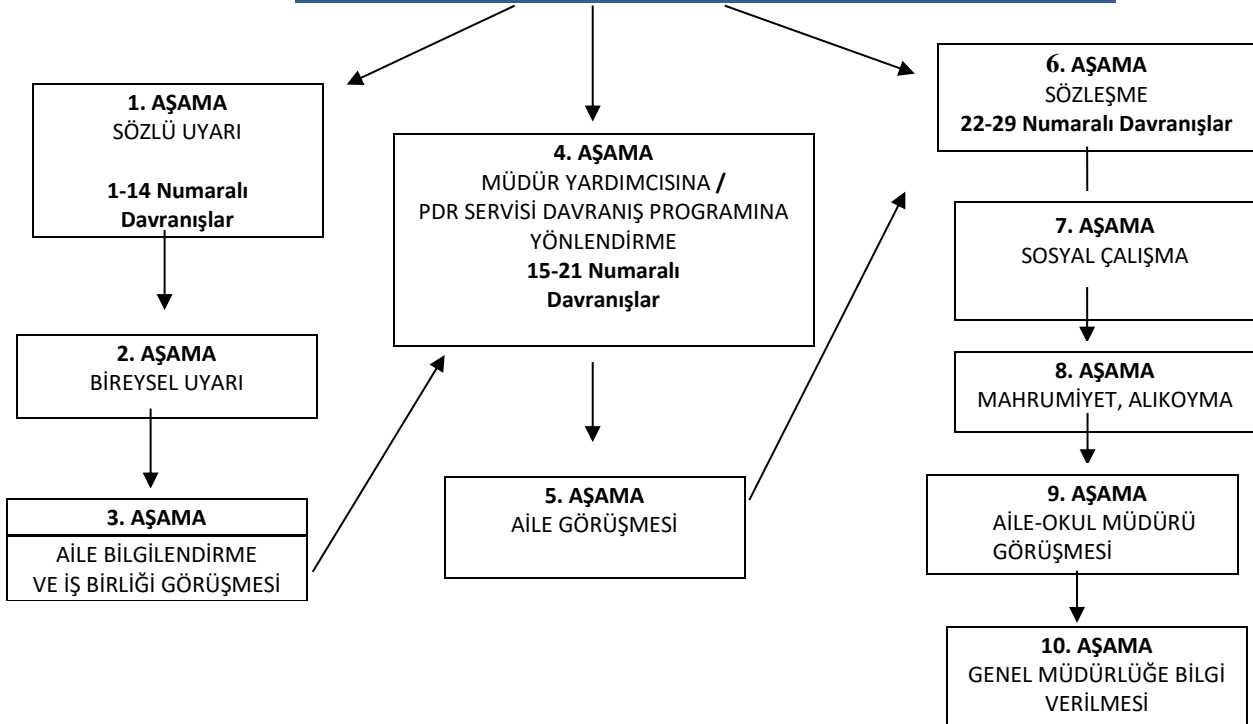 1. AŞAMA
SÖZLÜ UYARI
1-14 Numaralı
Davranışlar
2. AŞAMA
BİREYSEL UYARI
3. AŞAMA
AİLE BİLGİLENDİRME
VE İŞ BİRLİĞİ GÖRÜŞMESİ
4. AŞAMA
MÜDÜR YARDIMCISINA /
PDR SERVİSİ DAVRANIŞ PROGRAMINA
YÖNLENDİRME
15-21 Numaralı
Davranışlar
5. AŞAMA
AİLE GÖRÜŞMESİ
6. AŞAMA
SÖZLEŞME
22-29 Numaralı Davranışlar
7. AŞAMA
SOSYAL ÇALIŞMA
8. AŞAMA
MAHRUMİYET, ALIKOYMA
9. AŞAMA
AİLE-OKUL MÜDÜRÜ
GÖRÜŞMESİ
10. AŞAMA
GENEL MÜDÜRLÜĞE BİLGİ
VERİLMESİ